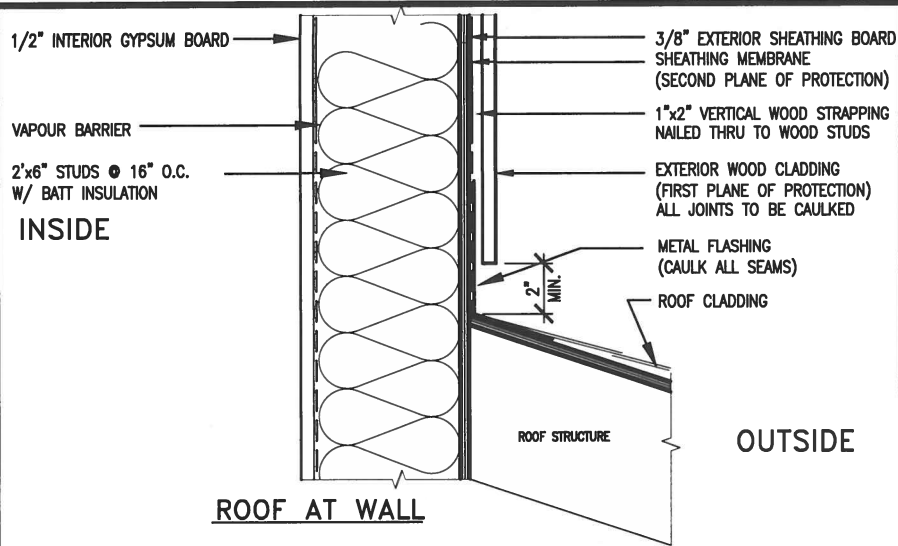 1/2" INTERIOR GYPSUM BOARD
VAPOUR BARRIER
2'x6" STUDS @ 16" O.C.
W/ BATT INSULATION
INSIDE
3/8" EXTERIOR SHEATHING BOARD
SHEATHING MEMBRANE
(SECOND PLANE OF PROTECTION)
1"x2" VERTICAL WOOD STRAPPING
NAILED THRU TO WOOD STUDS
EXTERIOR WOOD CLADDING
(FIRST PLANE OF PROTECTION)
ALL JOINTS TO BE CAULKED
METAL FLASHING
(CAULK ALL SEAMS)
2"
MIN.
ROOF CLADDING
ROOF STRUCTURE
OUTSIDE
ROOF AT WALL